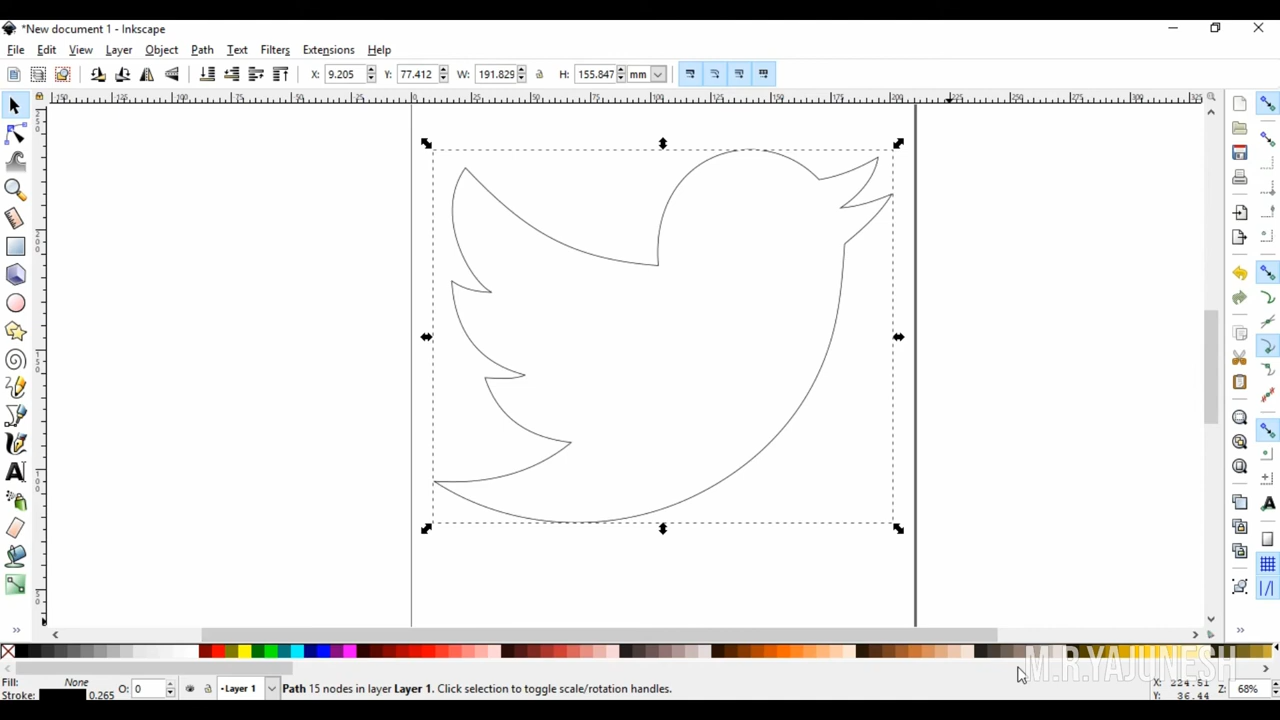 *New document 1 - Inkscape
File Edit View Layer Object Path Text Filters Extensions Help
X: 9.205 Y: 77.412 W: 191.829 H: 155.847 mm
Fill: None
Stroke: 0.265
O: 0
Layer 1
Path 15 nodes in layer Layer 1. Click selection to toggle scale/rotation handles.
M.R.YAJUNESH
X: 224.51
Y: 36.44
Z: 68%